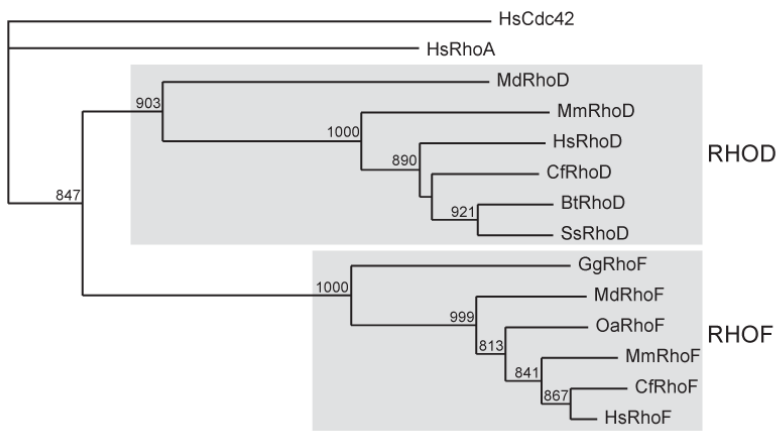 HsCdc42
HsRhoA
MdRhoD
903
MmRhoD
1000
HsRhoD
RHOD
890
CfRhoD
847
BtRhoD
921
SsRhoD
GgRhoF
1000
MdRhoF
999
OaRhoF
RHOF
813
MmRhoF
841
CfRhoF
867
HsRhoF